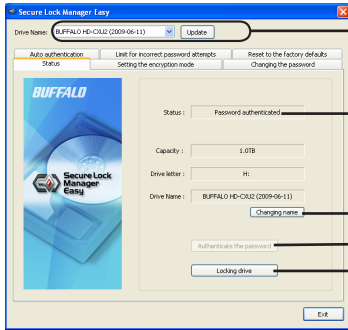 Secure Lock Manager Easy
Drive Name: BUFFALO HD-CXU2 (2009-06-11) Update
Auto authentication Limit for incorrect password attempts Reset to the factory defaults
Status Setting the encryption mode Changing the password
BUFFALO
Status : Password authenticated
Capacity : 1.0TB
Drive letter : H:
Secure Lock
Manager
Easy
Drive Name : BUFFALO HD-CXU2 (2009-06-11)
Changing name
Authenticate the password
Locking drive
Exit